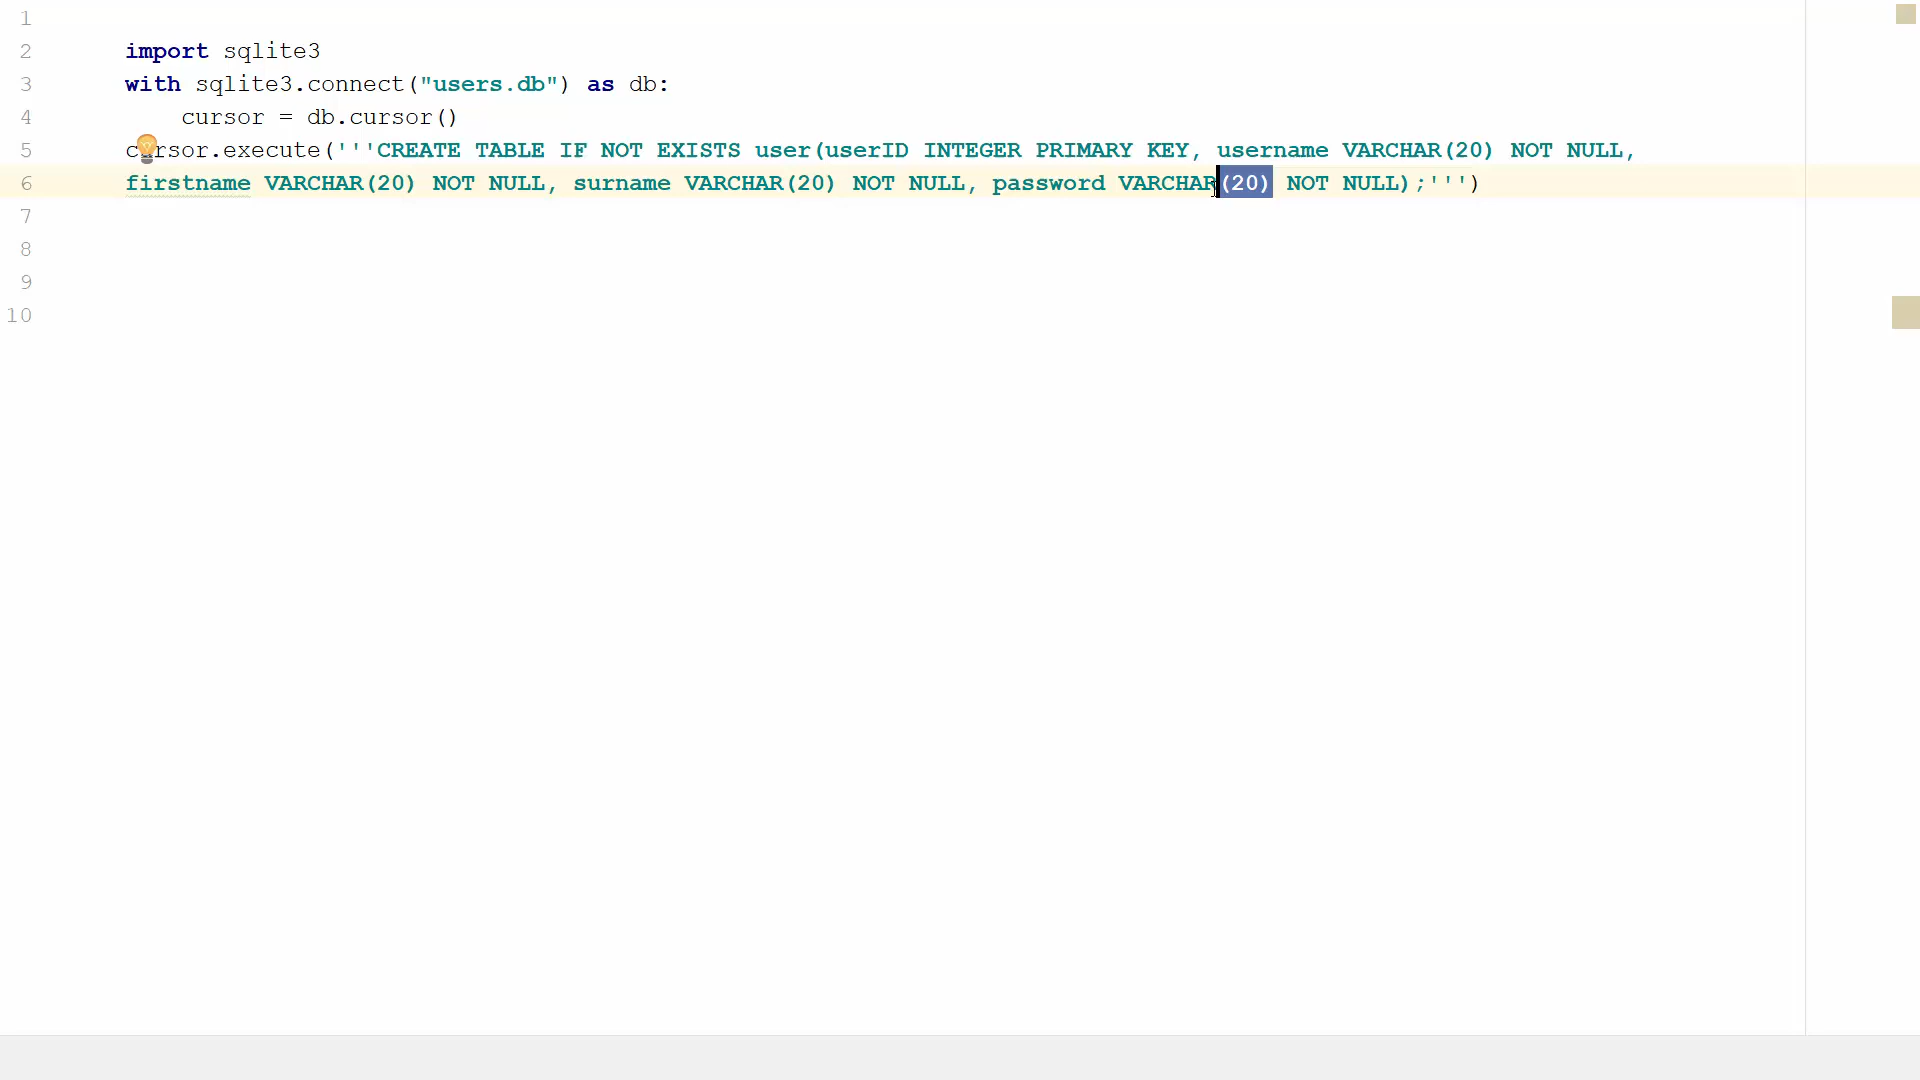 1
2 import sqlite3
3 with sqlite3.connect("users.db") as db:
4 cursor = db.cursor()
5 cursor.execute('''CREATE TABLE IF NOT EXISTS user(userID INTEGER PRIMARY KEY, username VARCHAR(20) NOT NULL,
6 firstname VARCHAR(20) NOT NULL, surname VARCHAR(20) NOT NULL, password VARCHAR(20) NOT NULL);''')
7
8
9
10